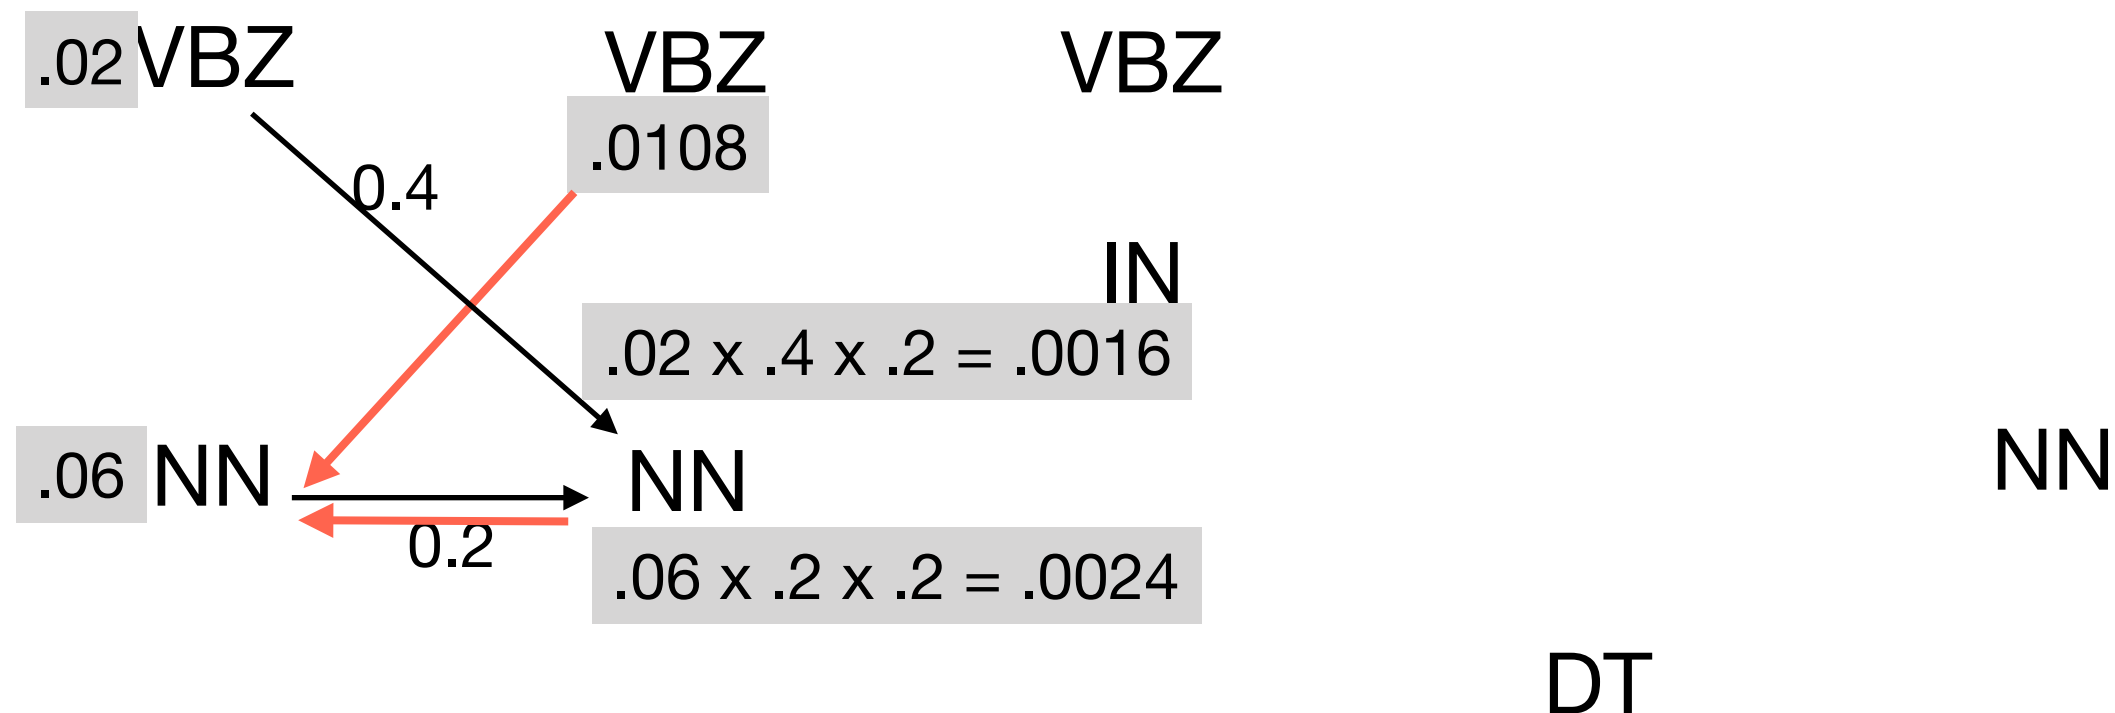 .02 VBZ VBZ VBZ
.0108
0.4
IN
.02 x .4 x .2 = .0016
.06 NN NN NN
0.2
.06 x .2 x .2 = .0024
DT